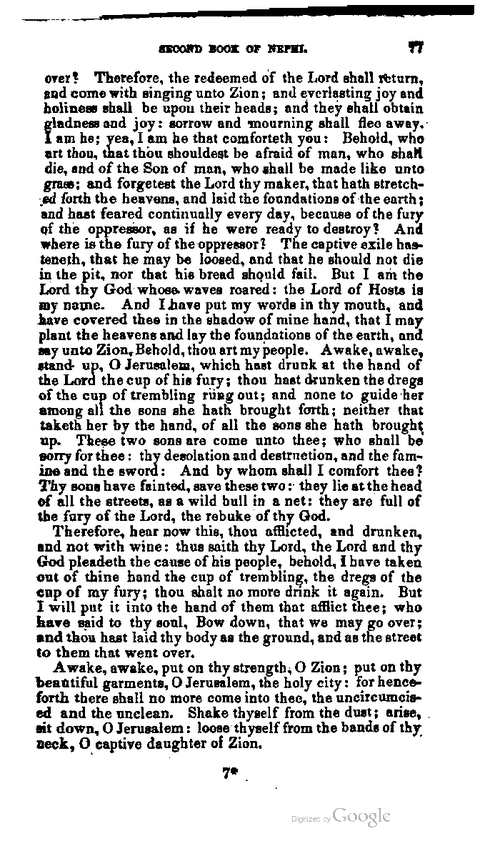 SECOND BOOK OF NEPHI. 77
over? Therefore, the redeemed of the Lord shall return,
and come with singing unto Zion; and everlasting joy and
holiness shall be upon their heads; and they shall obtain
gladness and joy: sorrow and mourning shall flee away.
I am he; yea, I am he that comforteth you: Behold, who
art thou, that thou shouldest be afraid of man, who shall
die, and of the Son of man, who shall be made like unto
grass; and forgetest the Lord thy maker, that hath stretch-
ed forth the heavens, and laid the foundations of the earth;
and hast feared continually every day, because of the fury
of the oppressor, as if he were ready to destroy? And
where is the fury of the oppressor? The captive exile has-
teneth, that he may be loosed, and that he should not die
in the pit, nor that his bread should fail. But I am the
Lord thy God whose waves roared: the Lord of Hosts is
my name. And I have put my words in thy mouth, and
have covered thee in the shadow of mine hand, that I may
plant the heavens and lay the foundations of the earth, and
say unto Zion, Behold, thou art my people. Awake, awake,
stand up, O Jerusalem, which hast drunk at the hand of
the Lord the cup of his fury; thou hast drunken the dregs
of the cup of trembling rung out; and none to guide her
among all the sons she hath brought forth; neither that
taketh her by the hand, of all the sons she hath brought
up. These two sons are come unto thee; who shall be
sorry for thee: thy desolation and destruction, and the fam-
ine and the sword: And by whom shall I comfort thee?
Thy sons have fainted, save these two: they lie at the head
of all the streets, as a wild bull in a net: they are full of
the fury of the Lord, the rebuke of thy God.
Therefore, hear now this, thou afflicted, and drunken,
and not with wine: thus saith thy Lord, the Lord and thy
God pleadeth the cause of his people, behold, I have taken
out of thine hand the cup of trembling, the dregs of the
cup of my fury; thou shalt no more drink it again. But
I will put it into the hand of them that afflict thee; who
have said to thy soul, Bow down, that we may go over;
and thou hast laid thy body as the ground, and as the street
to them that went over.
Awake, awake, put on thy strength, O Zion; put on thy
beautiful garments, O Jerusalem, the holy city: for hence-
forth there shall no more come into thee, the uncircumcis-
ed and the unclean. Shake thyself from the dust; arise,
sit down, O Jerusalem: loose thyself from the bands of thy
neck, O captive daughter of Zion.
7*
Digitized by Google